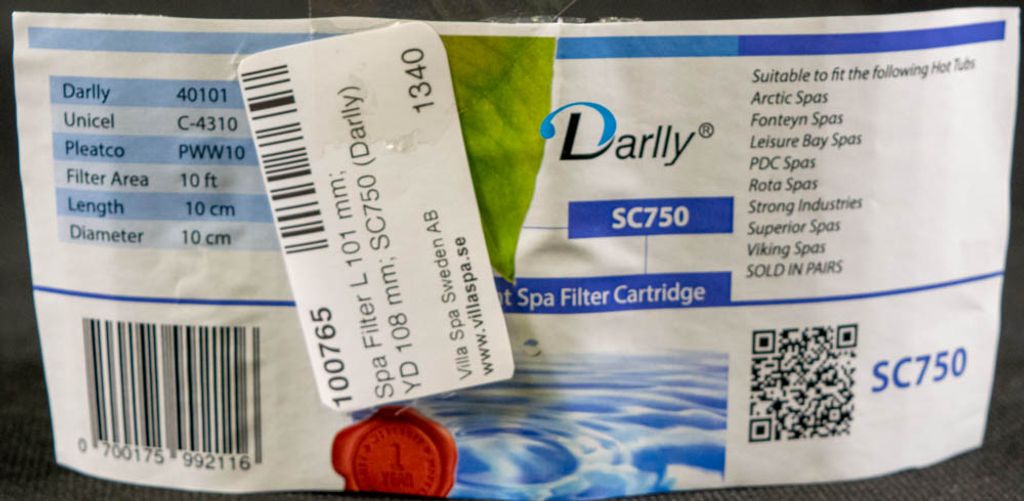 Darlly 40101
Unicel C-4310
Pleatco PWW10
Filter Area 10 ft
Length 10 cm
Diameter 10 cm
0 700175 992116
100765
Spa Filter L 101 mm;
YD 108 mm; SC750 (Darlly)
1340
Villa Spa Sweden AB
www.villaspa.se
1
YEAR
Darlly®
SC750
t Spa Filter Cartridge
Suitable to fit the following Hot Tubs
Arctic Spas
Fonteyn Spas
Leisure Bay Spas
PDC Spas
Rota Spas
Strong Industries
Superior Spas
Viking Spas
SOLD IN PAIRS
SC750